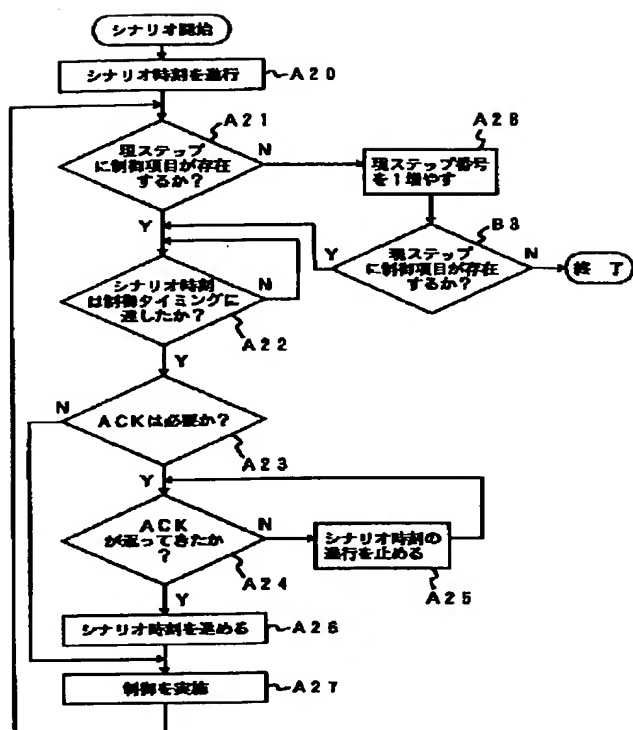 シナリオ開始
シナリオ時刻を進行
A20
A21
現ステップ
に制御項目が存在
するか?
N
Y
A28
現ステップ番号
を1増やす
B3
現ステップ
に制御項目が存在
するか?
Y
N
終 了
シナリオ時刻
は制御タイミングに
達したか?
N
A22
Y
ACKは必要か?
N
A23
Y
ACK
が返ってきたか
?
N
A24
シナリオ時刻の
進行を止める
A25
Y
シナリオ時刻を進める
A26
制御を実施
A27